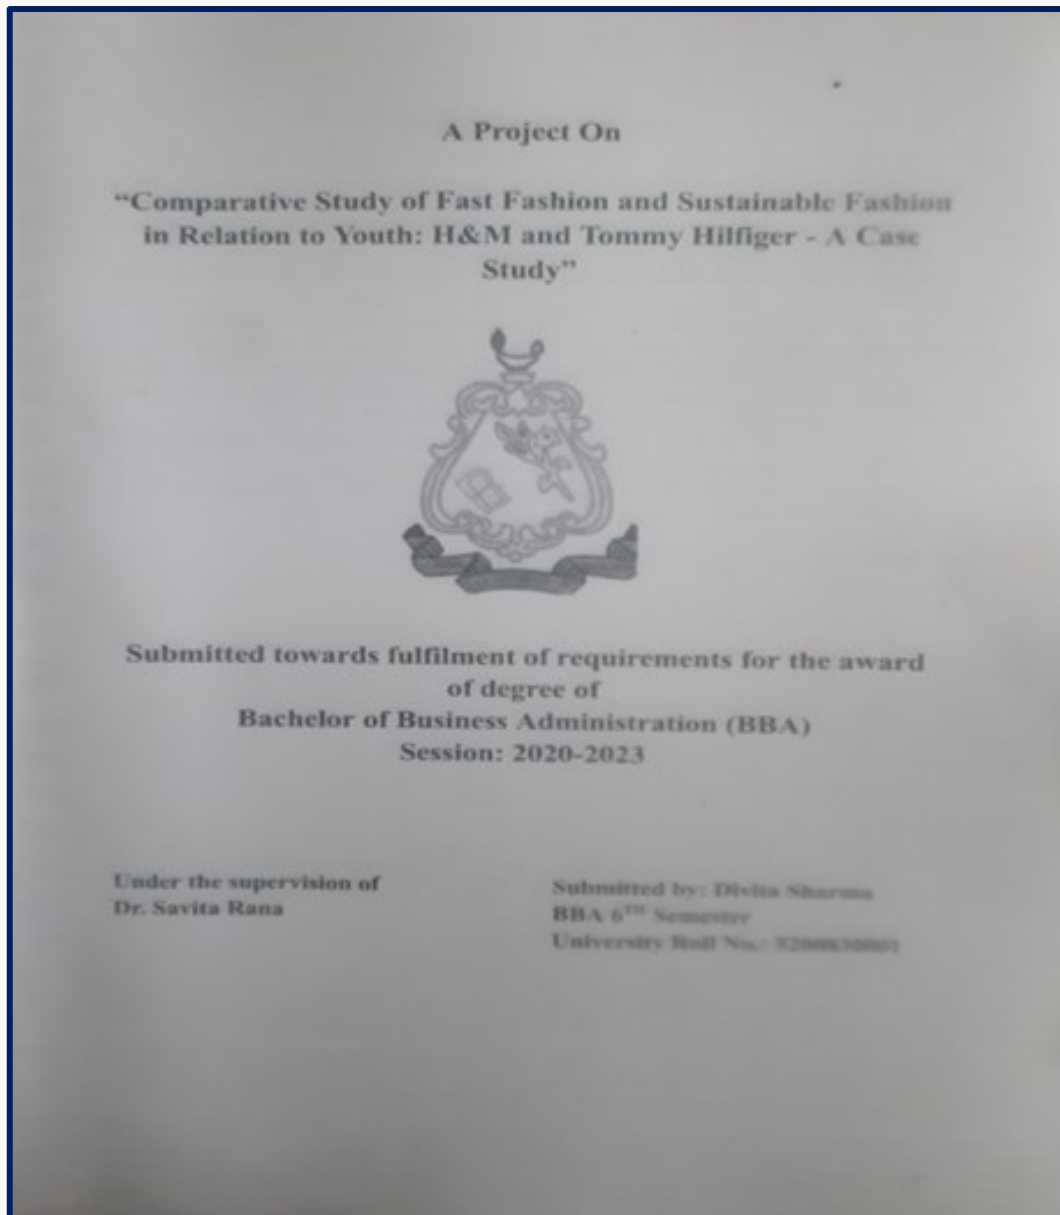 A Project On
“Comparative Study of Fast Fashion and Sustainable Fashion
in Relation to Youth: H&M and Tommy Hilfiger - A Case
Study”
Submitted towards fulfilment of requirements for the award
of degree of
Bachelor of Business Administration (BBA)
Session: 2020-2023
Under the supervision of
Dr. Savita Rana
Submitted by: Divita Sharma
BBA 6TH Semester
University Roll No.: